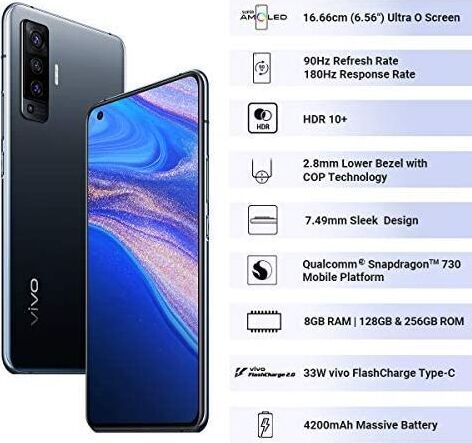 vivo
SUPER
AMOLED
16.66cm (6.56") Ultra O Screen
90
90Hz Refresh Rate
180Hz Response Rate
HDR
HDR 10+
2.8mm Lower Bezel with
COP Technology
7.49mm Sleek Design
Qualcomm® Snapdragon™ 730
Mobile Platform
8GB RAM | 128GB & 256GB ROM
vivo
FlashCharge 2.0
33W vivo FlashCharge Type-C
4200mAh Massive Battery